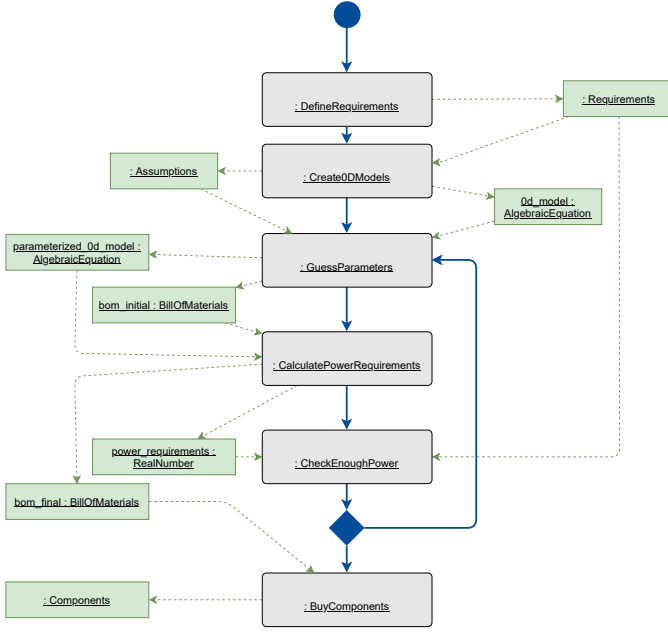 : DefineRequirements
: Requirements
: Assumptions
: Create0DModels
0d_model :
AlgebraicEquation
parameterized_0d_model :
AlgebraicEquation
: GuessParameters
bom_initial : BillOfMaterials
: CalculatePowerRequirements
power_requirements :
RealNumber
: CheckEnoughPower
bom_final : BillOfMaterials
: Components
: BuyComponents